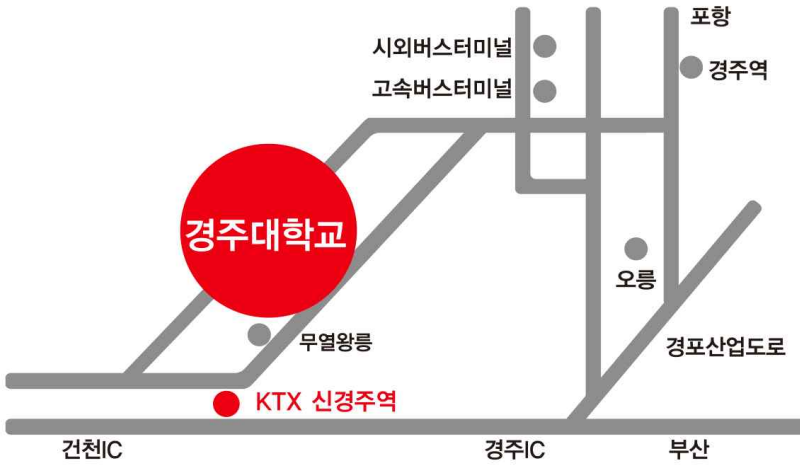 포항
시외버스터미널
경주역
고속버스터미널
경주대학교
오릉
무열왕릉
경포산업도로
KTX 신경주역
건천IC
경주IC
부산